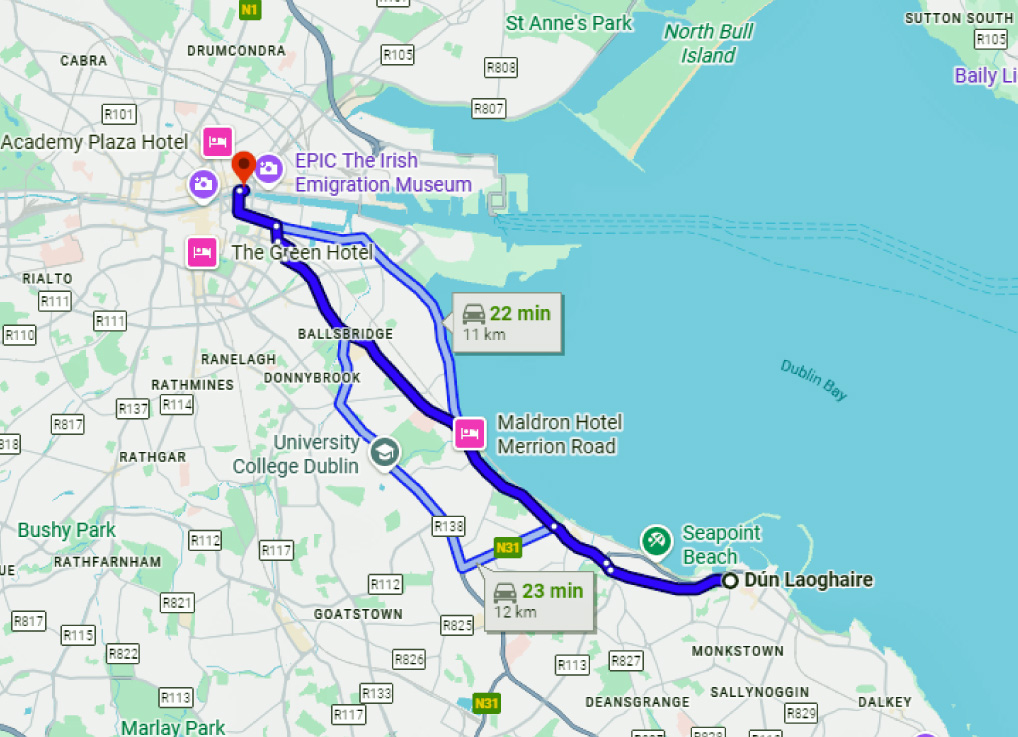 N1
St Anne's Park
North Bull
Island
SUTTON SOUTH
R105
DRUMCONDRA
R105
CABRA
R808
Baily Li
R807
R101
Academy Plaza Hotel
EPIC The Irish
Emigration Museum
The Green Hotel
RIALTO
R111
22 min
11 km
R111
R110
BALLSBRIDGE
RANELAGH
Dublin Bay
DONNYBROOK
RATHMINES
R137
R114
R817
Maldron Hotel
Merrion Road
818
University
College Dublin
RATHGAR
Bushy Park
R138
Seapoint
Beach
R112
N31
R117
RATHFARNHAM
UE
Dún Laoghaire
R112
23 min
12 km
R821
GOATSTOWN
R817
R825
R115
R822
MONKSTOWN
R826
R113
R827
R133
SALLYNOGGIN
R113
N31
DEANSGRANGE
DALKEY
R117
R829
Marlay Park